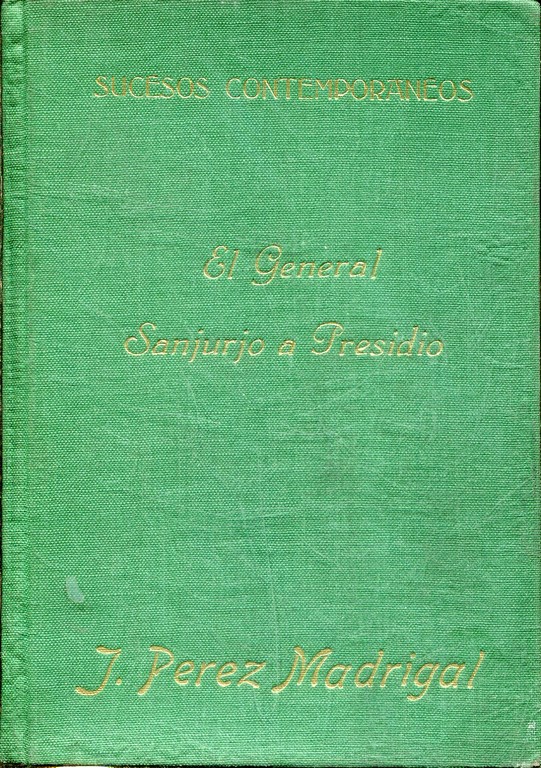 SUCESOS CONTEMPORANEOS
El General
Sanjurjo a Presidio
J. Perez Madrigal